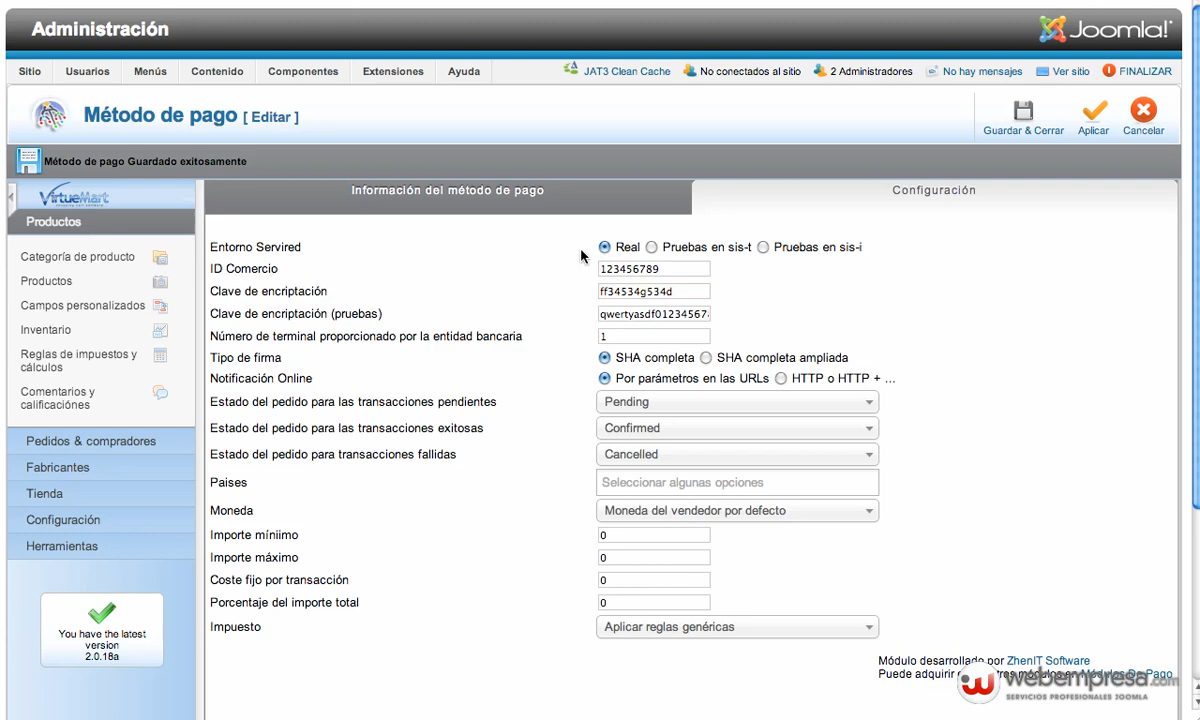 Administración
Joomla!
Sitio Usuarios Menús Contenido Componentes Extensiones Ayuda JAT3 Clean Cache No conectados al sitio 2 Administradores No hay mensajes Ver sitio FINALIZAR
Método de pago [ Editar ]
Guardar & Cerrar Aplicar Cancelar
Método de pago Guardado exitosamente
VirtueMart
Productos
Categoría de producto
Productos
Campos personalizados
Inventario
Reglas de impuestos y
cálculos
Comentarios y
calificaciónes
Pedidos & compradores
Fabricantes
Tienda
Configuración
Herramientas
You have the latest
version
2.0.18a
Información del método de pago Configuración
Entorno Servired Real Pruebas en sis-t Pruebas en sis-i
ID Comercio 123456789
Clave de encriptación ff34534g534d
Clave de encriptación (pruebas) qwertyasdf01234567
Número de terminal proporcionado por la entidad bancaria 1
Tipo de firma SHA completa SHA completa ampliada
Notificación Online Por parámetros en las URLs HTTP o HTTP + ...
Estado del pedido para las transacciones pendientes Pending
Estado del pedido para las transacciones exitosas Confirmed
Estado del pedido para transacciones fallidas Cancelled
Paises Seleccionar algunas opciones
Moneda Moneda del vendedor por defecto
Importe míniimo 0
Importe máximo 0
Coste fijo por transacción 0
Porcentaje del importe total 0
Impuesto Aplicar reglas genéricas
Módulo desarrollado por ZhenIT Software
Puede adquirir otros módulos en Módulos De Pago
webempresa.com
SERVICIOS PROFESIONALES JOOMLA